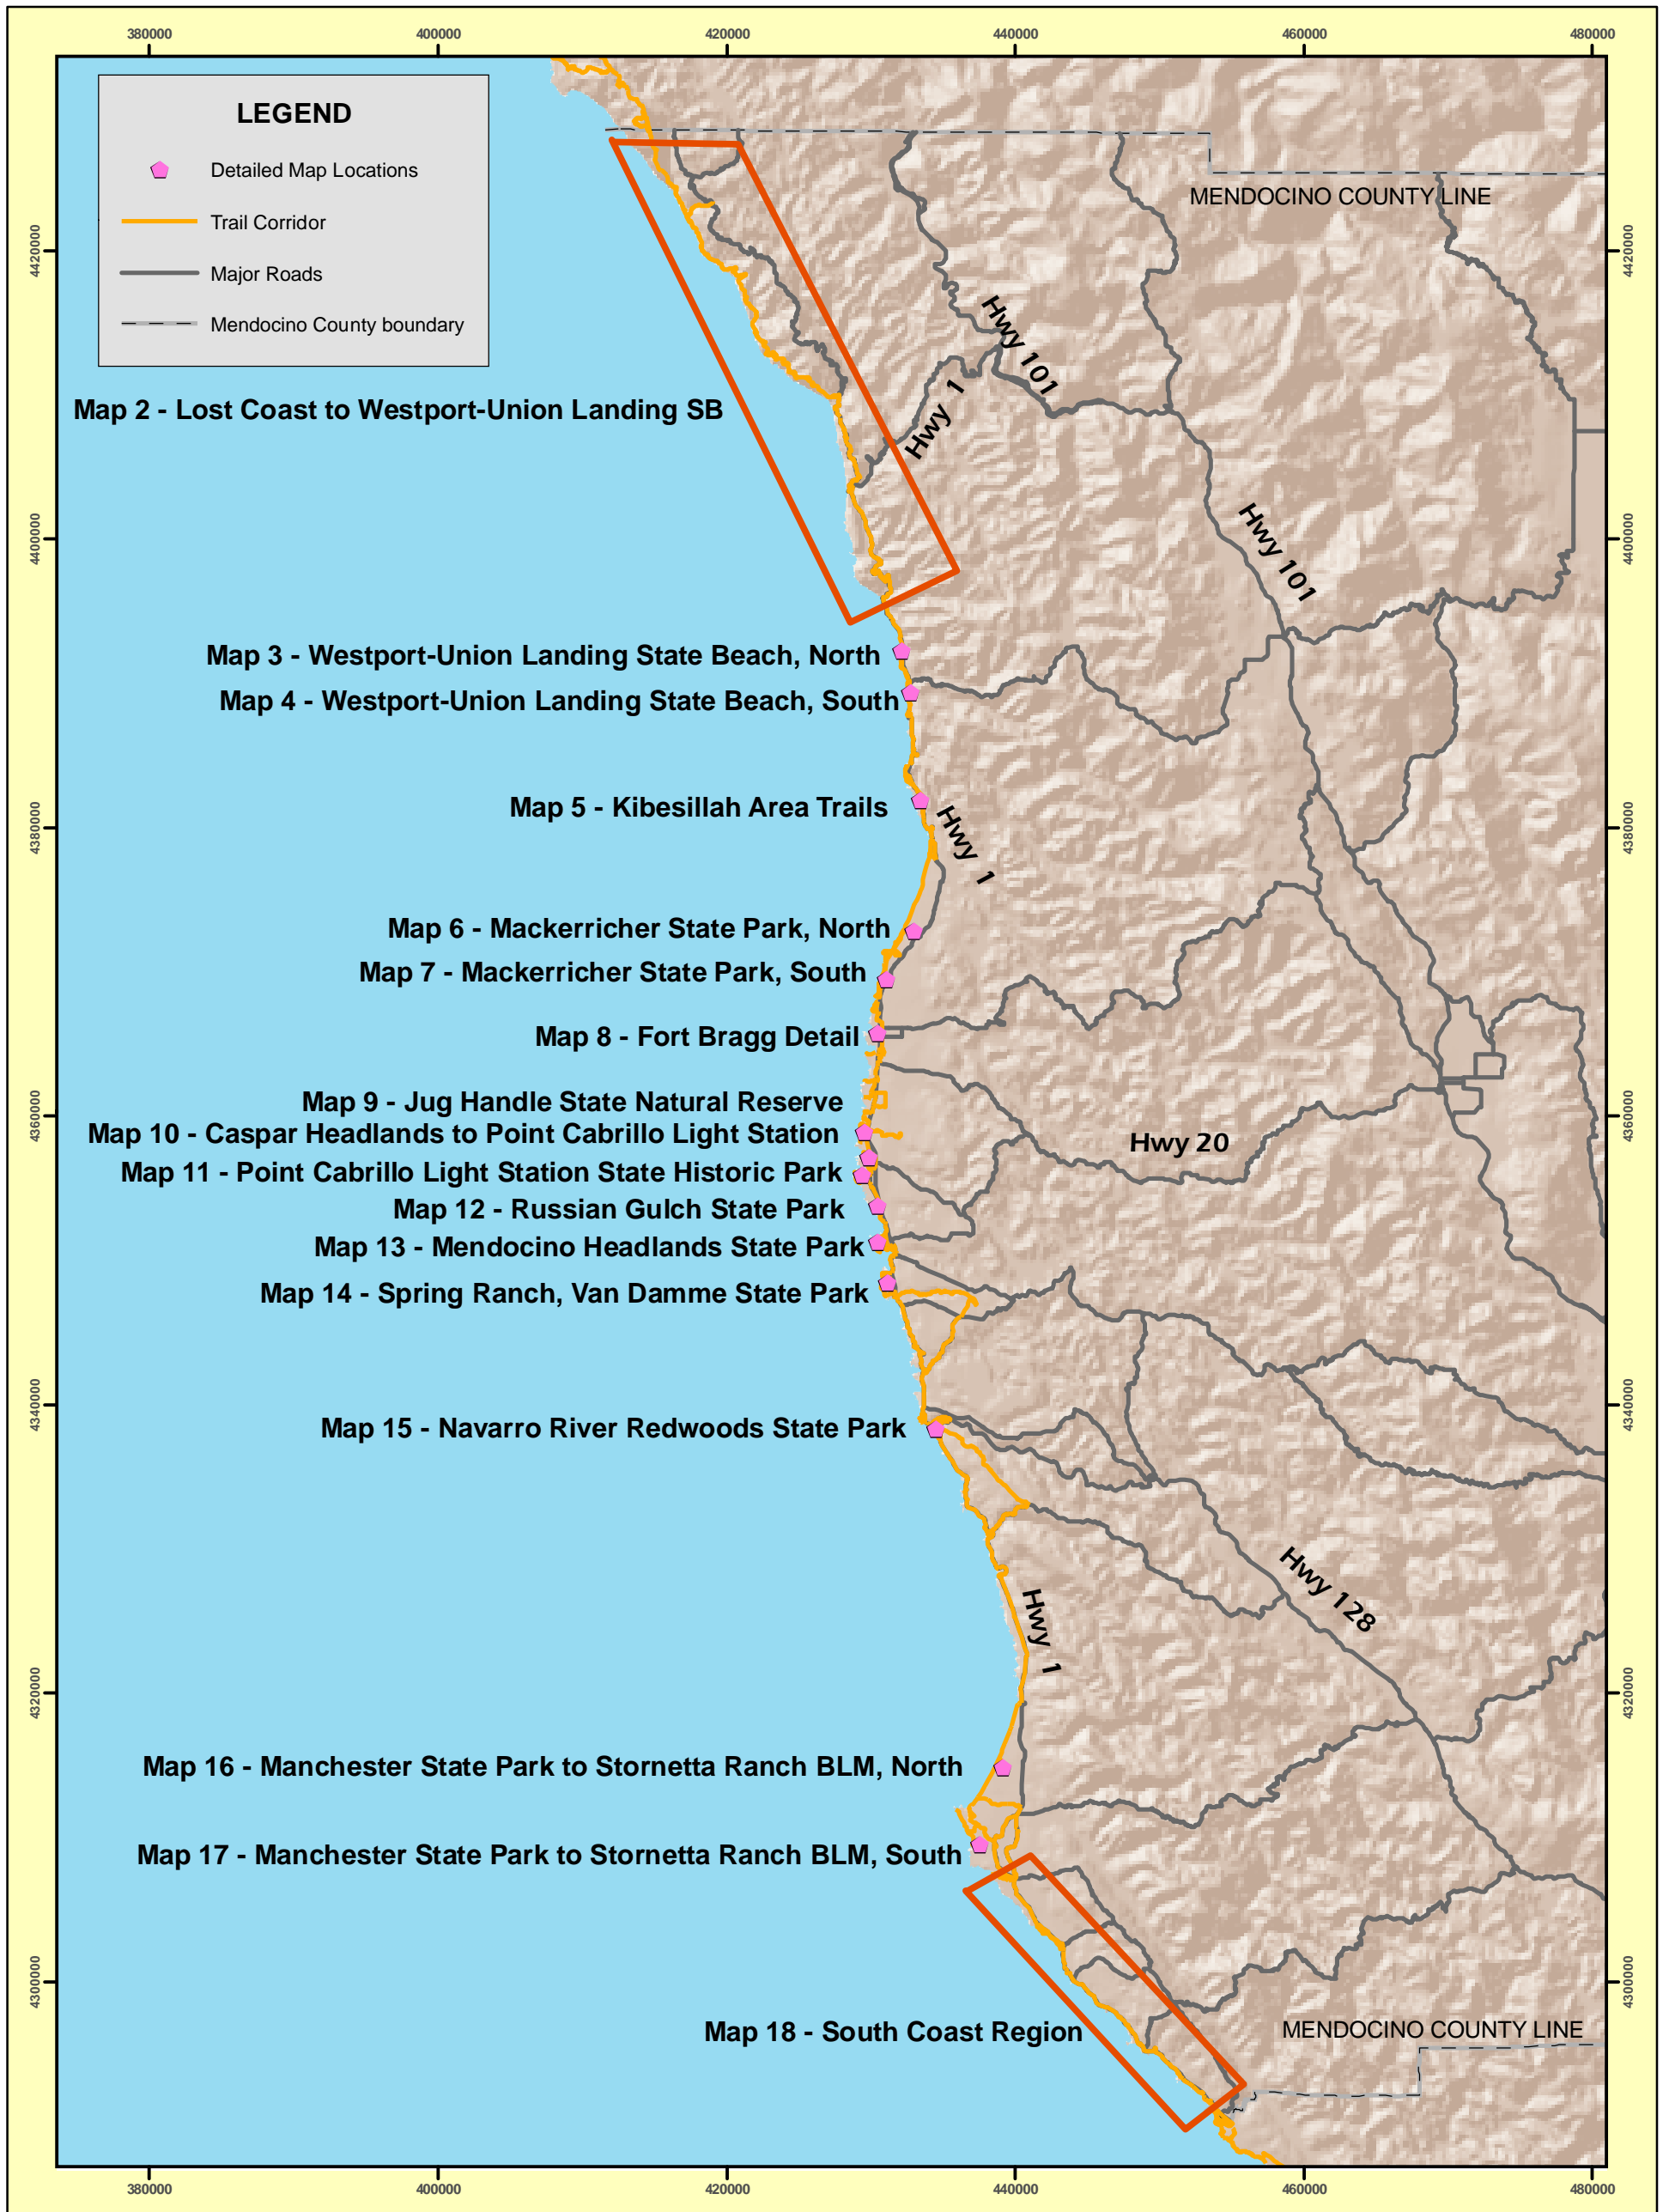 380000 400000 420000 440000 460000 480000
LEGEND
Detailed Map Locations
Trail Corridor
Major Roads
Mendocino County boundary
MENDOCINO COUNTY LINE
4420000 4420000
Hwy 101
Hwy 1
Map 2 - Lost Coast to Westport-Union Landing SB
4400000 4400000
Hwy 101
Map 3 - Westport-Union Landing State Beach, North
Map 4 - Westport-Union Landing State Beach, South
Map 5 - Kibesillah Area Trails
4380000 4380000
Hwy 1
Map 6 - Mackerricher State Park, North
Map 7 - Mackerricher State Park, South
Map 8 - Fort Bragg Detail
Map 9 - Jug Handle State Natural Reserve
4360000 4360000
Map 10 - Caspar Headlands to Point Cabrillo Light Station
Hwy 20
Map 11 - Point Cabrillo Light Station State Historic Park
Map 12 - Russian Gulch State Park
Map 13 - Mendocino Headlands State Park
Map 14 - Spring Ranch, Van Damme State Park
4340000 4340000
Map 15 - Navarro River Redwoods State Park
Hwy 128
Hwy 1
4320000 4320000
Map 16 - Manchester State Park to Stornetta Ranch BLM, North
Map 17 - Manchester State Park to Stornetta Ranch BLM, South
4300000 4300000
Map 18 - South Coast Region
MENDOCINO COUNTY LINE
380000 400000 420000 440000 460000 480000